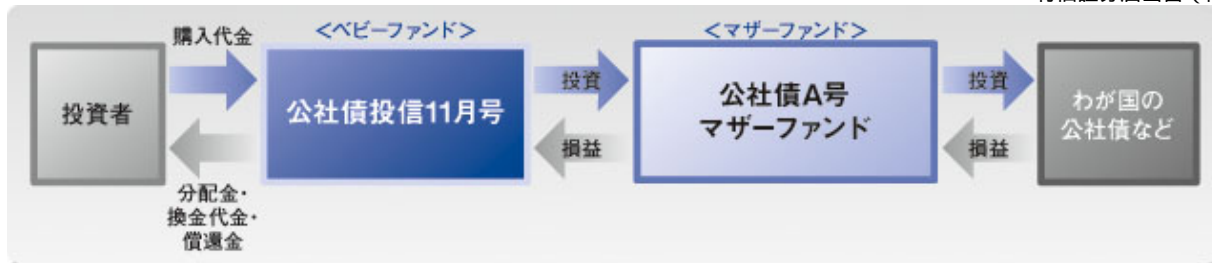 購入代金
<ベビーファンド>
<マザーファンド>
投資者
公社債投信11月号
投資
公社債A号
マザーファンド
投資
わが国の
公社債など
損益
損益
分配金・
換金代金・
償還金